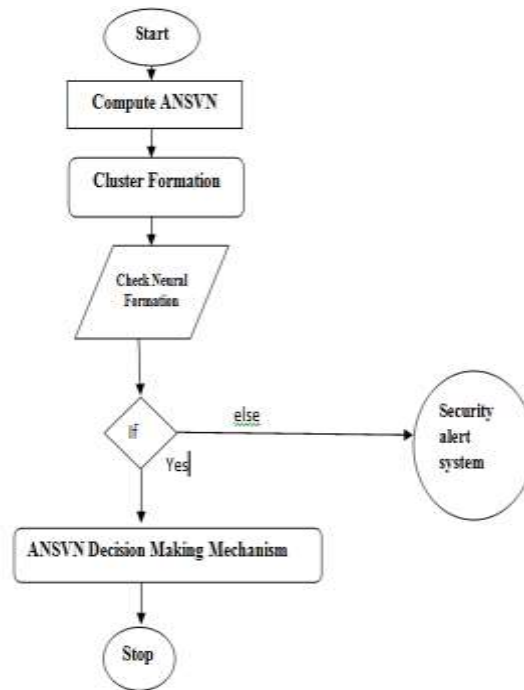 Start
Compute ANSVN
Cluster Formation
Check Neural
Formation
If
else
Yes
Security
alert
system
ANSVN Decision Making Mechanism
Stop